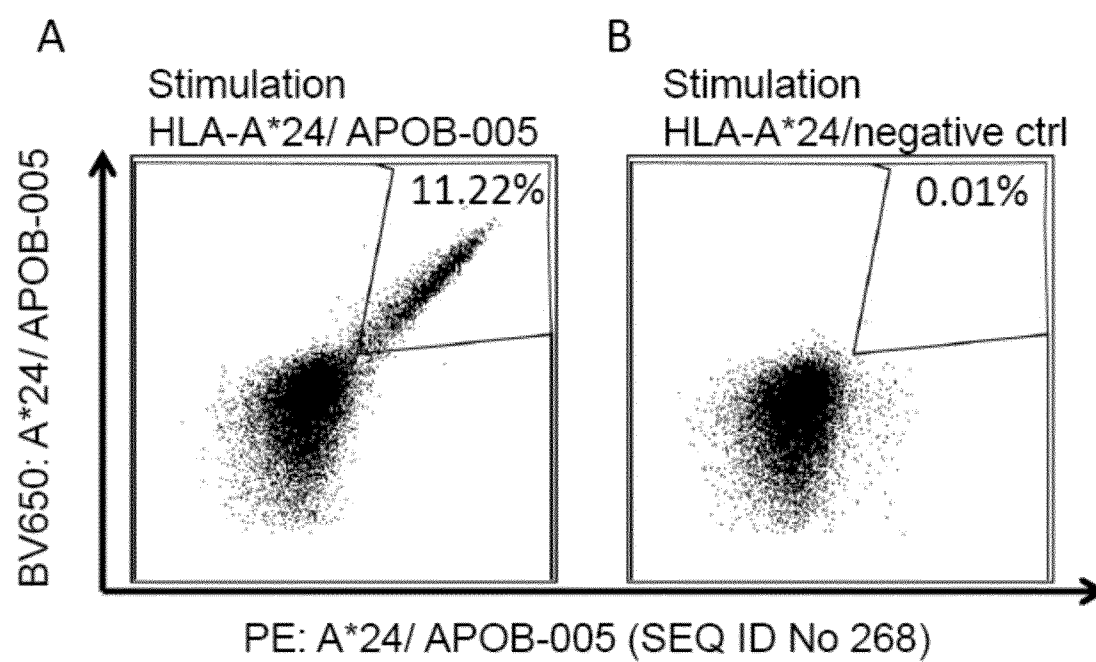 A
Stimulation
HLA-A*24/ APOB-005
11.22%
B
Stimulation
HLA-A*24/negative ctrl
0.01%
BV650: A*24/ APOB-005
PE: A*24/ APOB-005 (SEQ ID No 268)